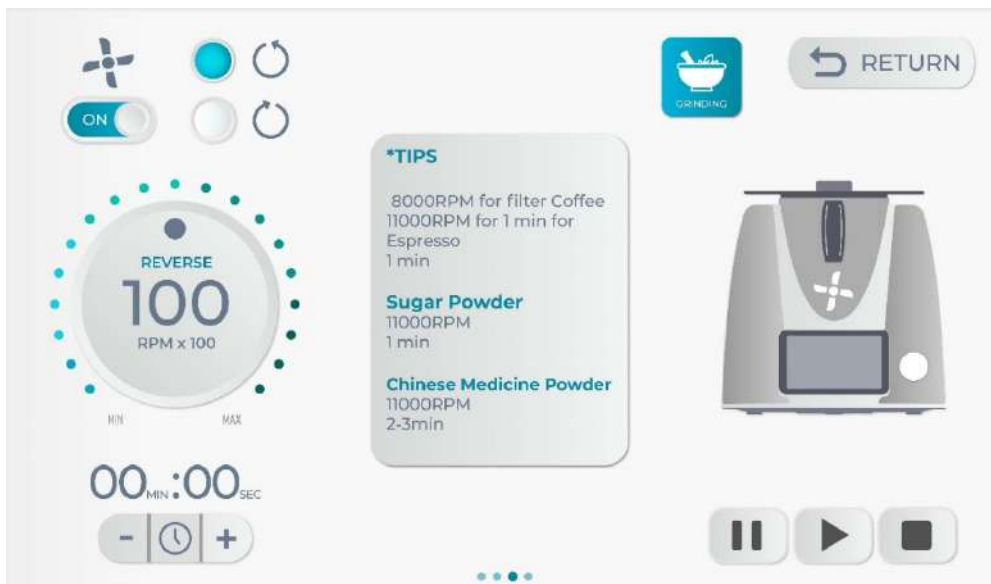 ON
GRINDING
RETURN
REVERSE
100
RPM x 100
MIN
MAX
00MIN:00SEC
- +
*TIPS
8000RPM for filter Coffee
11000RPM for 1 min for
Espresso
1 min
Sugar Powder
11000RPM
1 min
Chinese Medicine Powder
11000RPM
2-3min